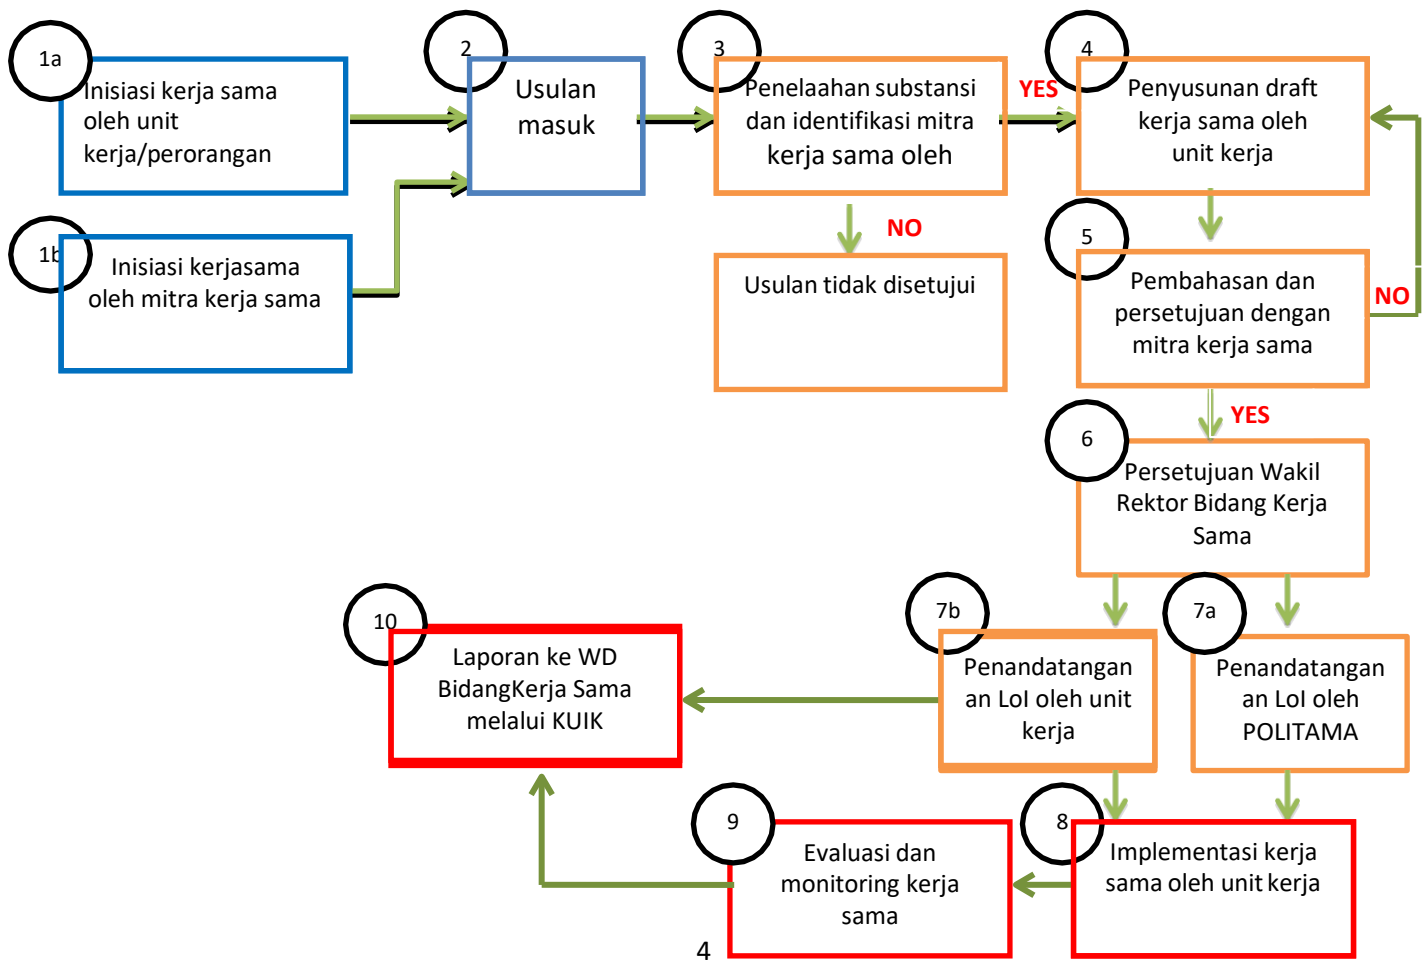 1a
Inisiasi kerja sama
oleh unit
kerja/perorangan
2
Usulan
masuk
3
Penelaahan substansi
dan identifikasi mitra
kerja sama oleh
YES
4
Penyusunan draft
kerja sama oleh
unit kerja
NO
1b
Inisiasi kerjasama
oleh mitra kerja sama
Usulan tidak disetujui
5
Pembahasan dan
persetujuan dengan
mitra kerja sama
NO
YES
6
Persetujuan Wakil
Rektor Bidang Kerja
Sama
7b
Penandatangan
an LoI oleh unit
kerja
7a
Penandatangan
an LoI oleh
POLITAMA
10
Laporan ke WD
BidangKerja Sama
melalui KUIK
9
Evaluasi dan
monitoring kerja
sama
8
Implementasi kerja
sama oleh unit kerja
4